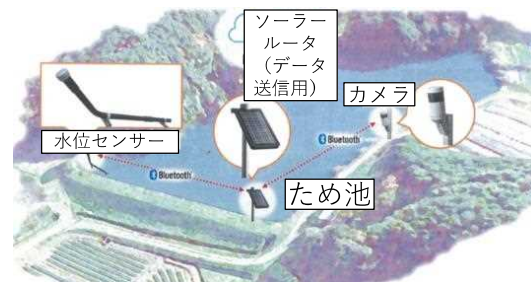 ソーラー
ルータ
（データ
送信用）
カメラ
水位センサー
Bluetooth
Bluetooth
ため池